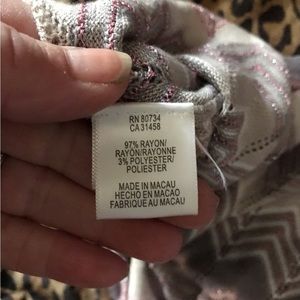 RN 80734
CA 31458
97% RAYON/
RAYON/RAYONNE
3% POLYESTER/
POLIESTER
MADE IN MACAU
HECHO EN MACAO
FABRIQUE AU MACAU